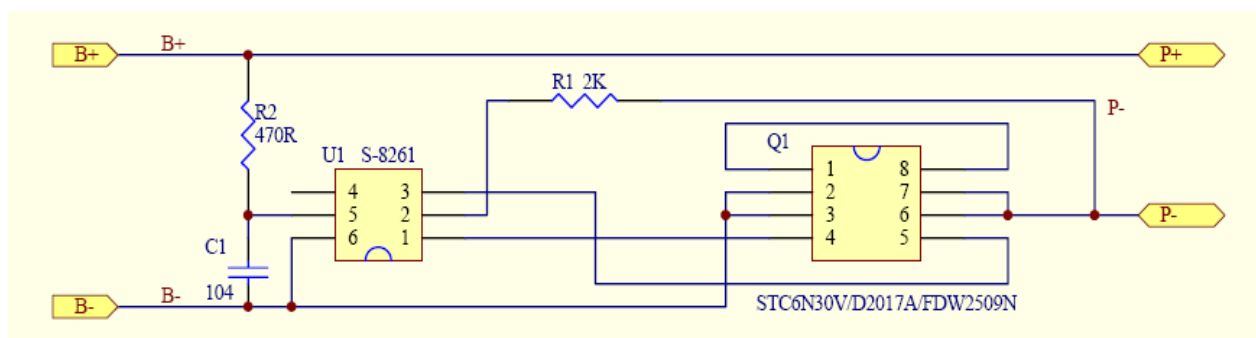 B+ B+ P+
R1 2K
P-
R2
470R
Q1
U1 S-8261
1 8
4 3 2 7
5 2 3 6 P-
6 1 4 5
C1
104
B- B-
STC6N30V/D2017A/FDW2509N